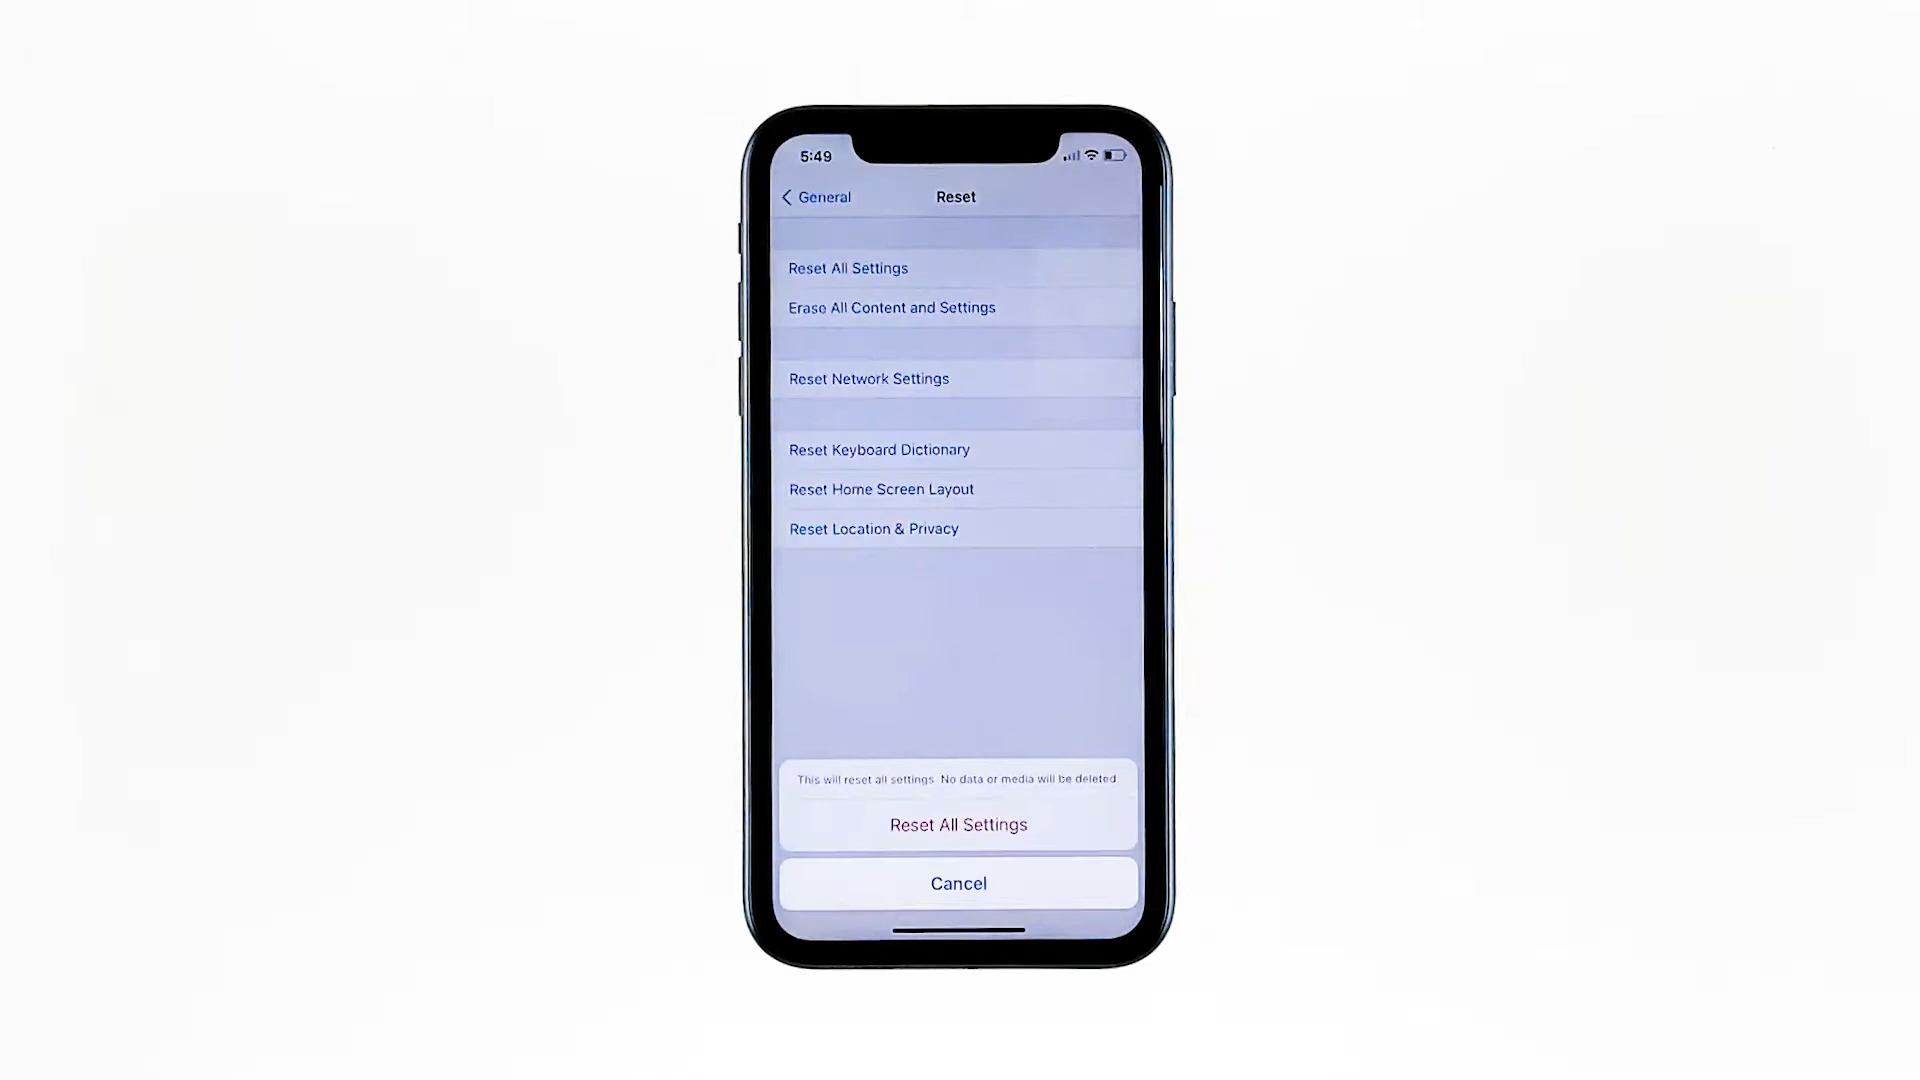 5:49
General
Reset
Reset All Settings
Erase All Content and Settings
Reset Network Settings
Reset Keyboard Dictionary
Reset Home Screen Layout
Reset Location & Privacy
This will reset all settings. No data or media will be deleted.
Reset All Settings
Cancel